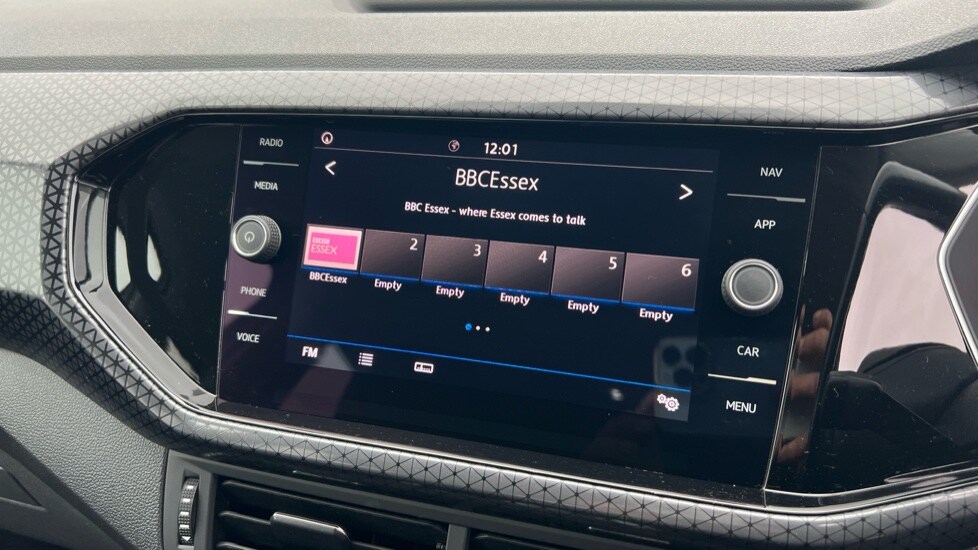 RADIO
MEDIA
PHONE
VOICE
12:01
< BBCEssex >
BBC Essex - where Essex comes to talk
BBC ESSEX 2 3 4 5 6
BBCEssex Empty Empty Empty Empty Empty
FM
NAV
APP
CAR
MENU